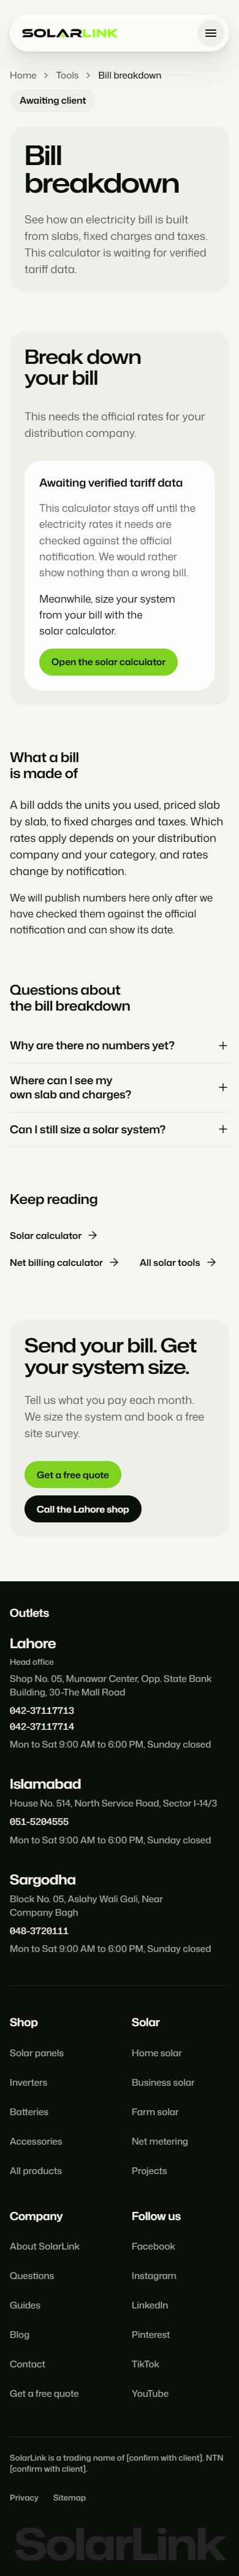 SOLARLINK
Home > Tools > Bill breakdown
Awaiting client
Bill
breakdown
See how an electricity bill is built
from slabs, fixed charges and taxes.
This calculator is waiting for verified
tariff data.
Break down
your bill
This needs the official rates for your
distribution company.
Awaiting verified tariff data
This calculator stays off until the
electricity rates it needs are
checked against the official
notification. We would rather
show nothing than a wrong bill.
Meanwhile, size your system
from your bill with the
solar calculator.
Open the solar calculator
What a bill
is made of
A bill adds the units you used, priced slab
by slab, to fixed charges and taxes. Which
rates apply depends on your distribution
company and your category, and rates
change by notification.
We will publish numbers here only after we
have checked them against the official
notification and can show its date.
Questions about
the bill breakdown
Why are there no numbers yet? +
Where can I see my
own slab and charges? +
Can I still size a solar system? +
Keep reading
Solar calculator →
Net billing calculator → All solar tools →
Send your bill. Get
your system size.
Tell us what you pay each month.
We size the system and book a free
site survey.
Get a free quote
Call the Lahore shop
Outlets
Lahore
Head office
Shop No. 05, Munawar Center, Opp. State Bank
Building, 30-The Mall Road
042-37117713
042-37117714
Mon to Sat 9:00 AM to 6:00 PM, Sunday closed
Islamabad
House No. 514, North Service Road, Sector I-14/3
051-5204555
Mon to Sat 9:00 AM to 6:00 PM, Sunday closed
Sargodha
Block No. 05, Aslahy Wali Gali, Near
Company Bagh
048-3720111
Mon to Sat 9:00 AM to 6:00 PM, Sunday closed
Shop
Solar panels
Inverters
Batteries
Accessories
All products
Solar
Home solar
Business solar
Farm solar
Net metering
Projects
Company
About SolarLink
Questions
Guides
Blog
Contact
Get a free quote
Follow us
Facebook
Instagram
LinkedIn
Pinterest
TikTok
YouTube
SolarLink is a trading name of [confirm with client]. NTN
[confirm with client].
Privacy Sitemap
SolarLink